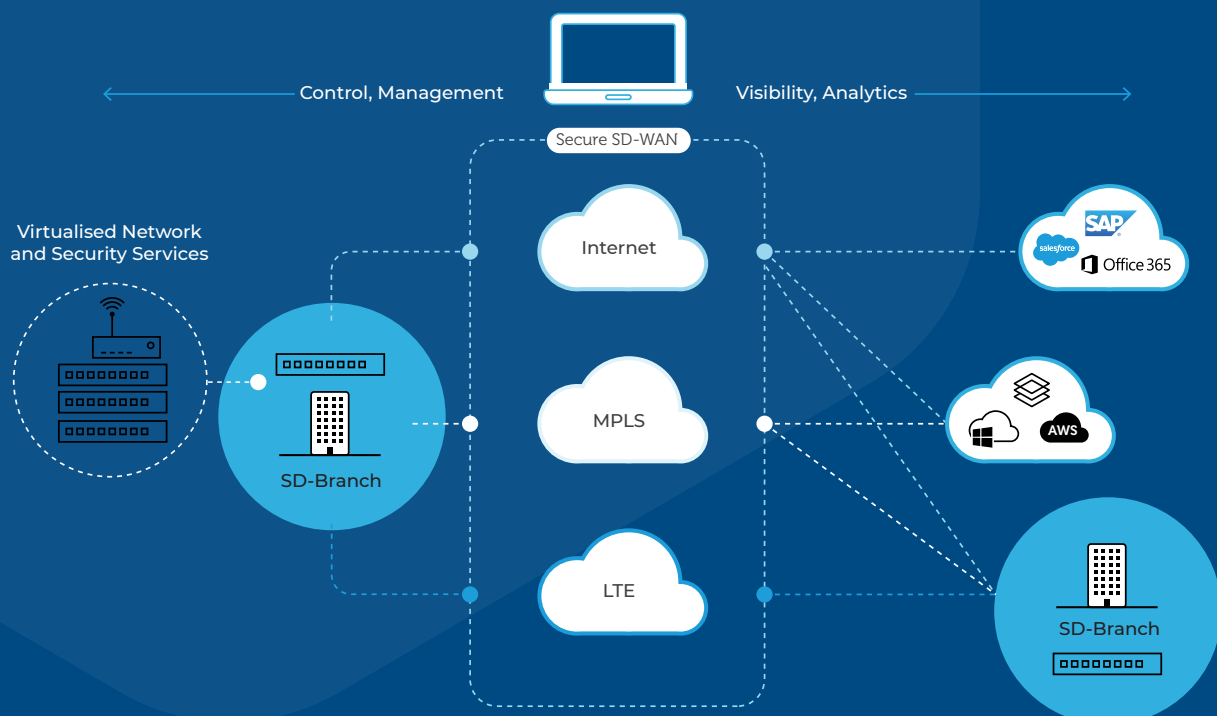 Control, Management
Visibility, Analytics
Secure SD-WAN
Virtualised Network
and Security Services
Internet
SAP
salesforce
Office 365
SD-Branch
MPLS
AWS
LTE
SD-Branch